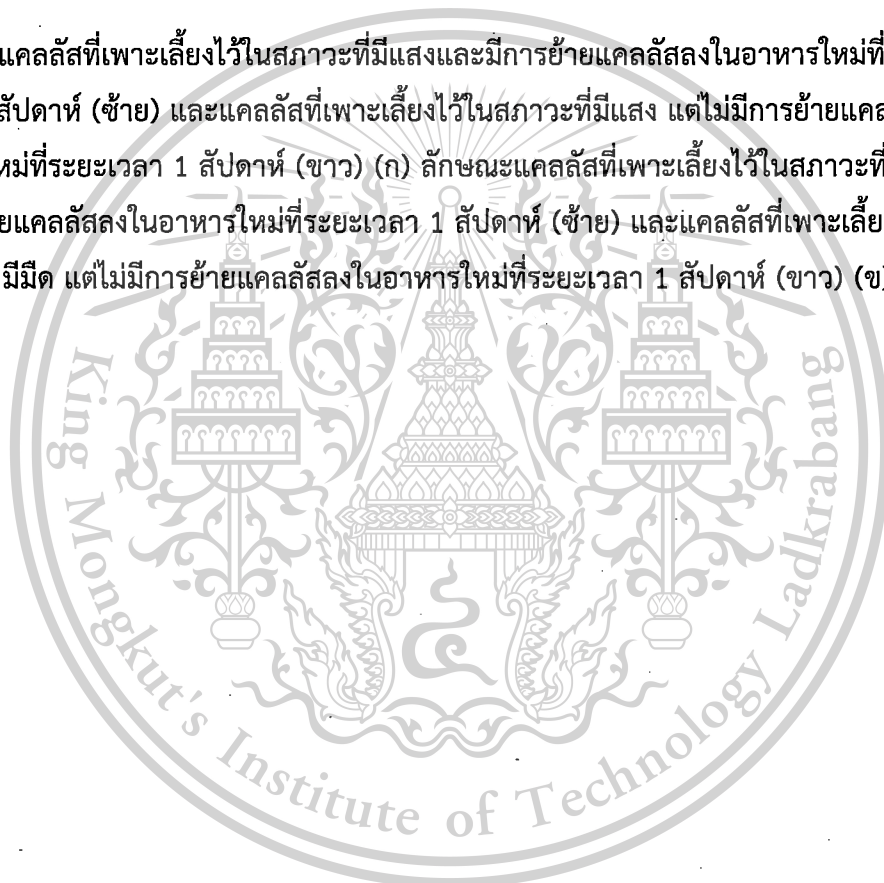 แคลลัสที่เพาะเลี้ยงไว้ในสภาวะที่มีแสงและมีการย้ายแคลลัสลงในอาหารใหม่ที่
สัปดาห์ (ซ้าย) และแคลลัสที่เพาะเลี้ยงไว้ในสภาวะที่มีแสง แต่ไม่มีการย้ายแคล
หม่ที่ระยะเวลา 1 สัปดาห์ (ขาว) (ก) ลักษณะแคลลัสที่เพาะเลี้ยงไว้ในสภาวะที่
ยแคลลัสลงในอาหารใหม่ที่ระยะเวลา 1 สัปดาห์ (ซ้าย) และแคลลัสที่เพาะเลี้ย
มีมืด แต่ไม่มีการย้ายแคลลัสลงในอาหารใหม่ที่ระยะเวลา 1 สัปดาห์ (ขาว) (ข)
King Mongkut's Institute of Technology Ladkrabang